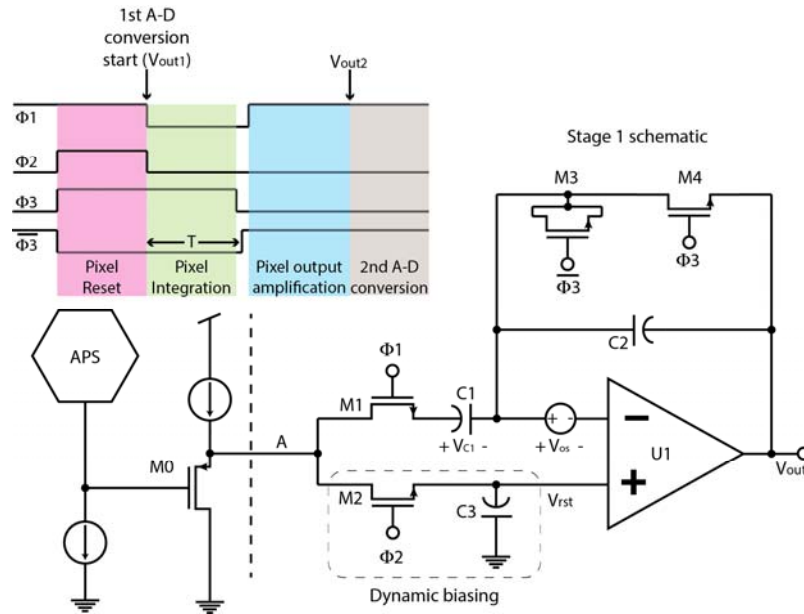 1st A-D
conversion
start (Vout1)
Vout2
Φ1
Φ2
Φ3
Φ3
T
Pixel
Reset
Pixel
Integration
Pixel output
amplification
2nd A-D
conversion
Stage 1 schematic
M3
M4
Φ3
Φ3
C2
APS
M0
A
Φ1
M1
C1
+ VC1 -
+ -
+ Vos -
U1
Vout
M2
C3
Vrst
Φ2
Dynamic biasing